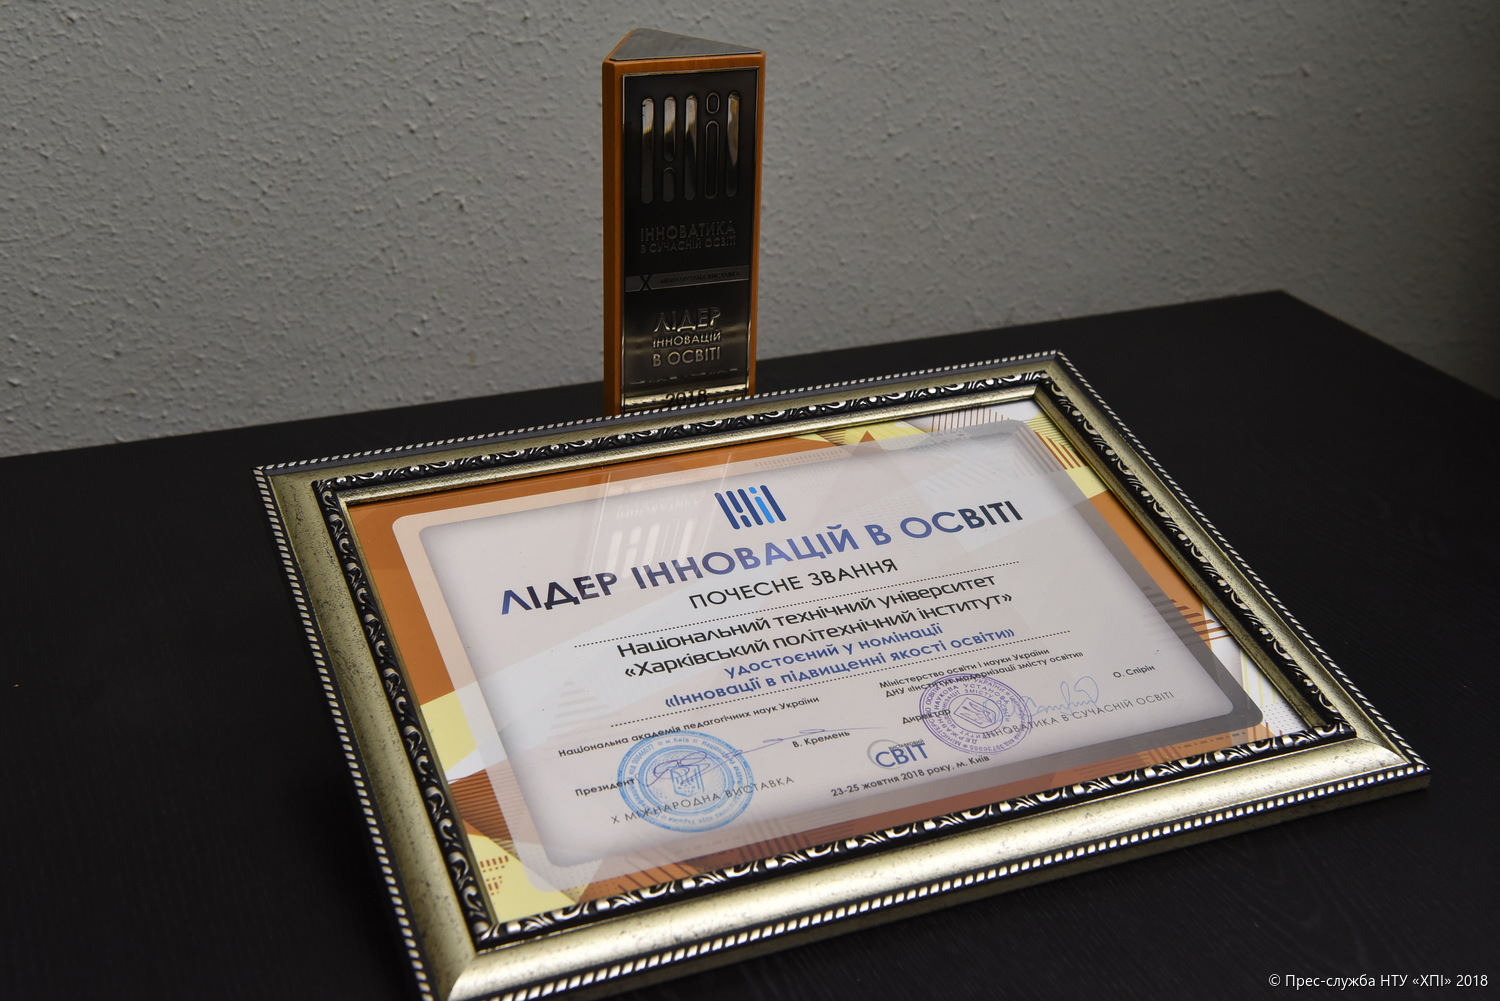 ІННОВАТИКА
В СУЧАСНІЙ ОСВІТІ
X МІЖНАРОДНА ВИСТАВКА
ЛІДЕР
ІННОВАЦІЙ
В ОСВІТІ
2018
ЛІДЕР ІННОВАЦІЙ В ОСВІТІ
ПОЧЕСНЕ ЗВАННЯ
Національний технічний університет
«Харківський політехнічний інститут»
удостоєний у номінації
«Інновації в підвищенні якості освіти»
Національна академія педагогічних наук України
Президент
В. Кремень
Міністерство освіти і науки України
ДНУ «Інститут модернізації змісту освіти»
Директор
О. Спірін
X МІЖНАРОДНА ВИСТАВКА
ІННОВАТИКА В СУЧАСНІЙ ОСВІТІ
СВІТ
23-25 жовтня 2018 року, м. Київ
© Прес-служба НТУ «ХПІ» 2018